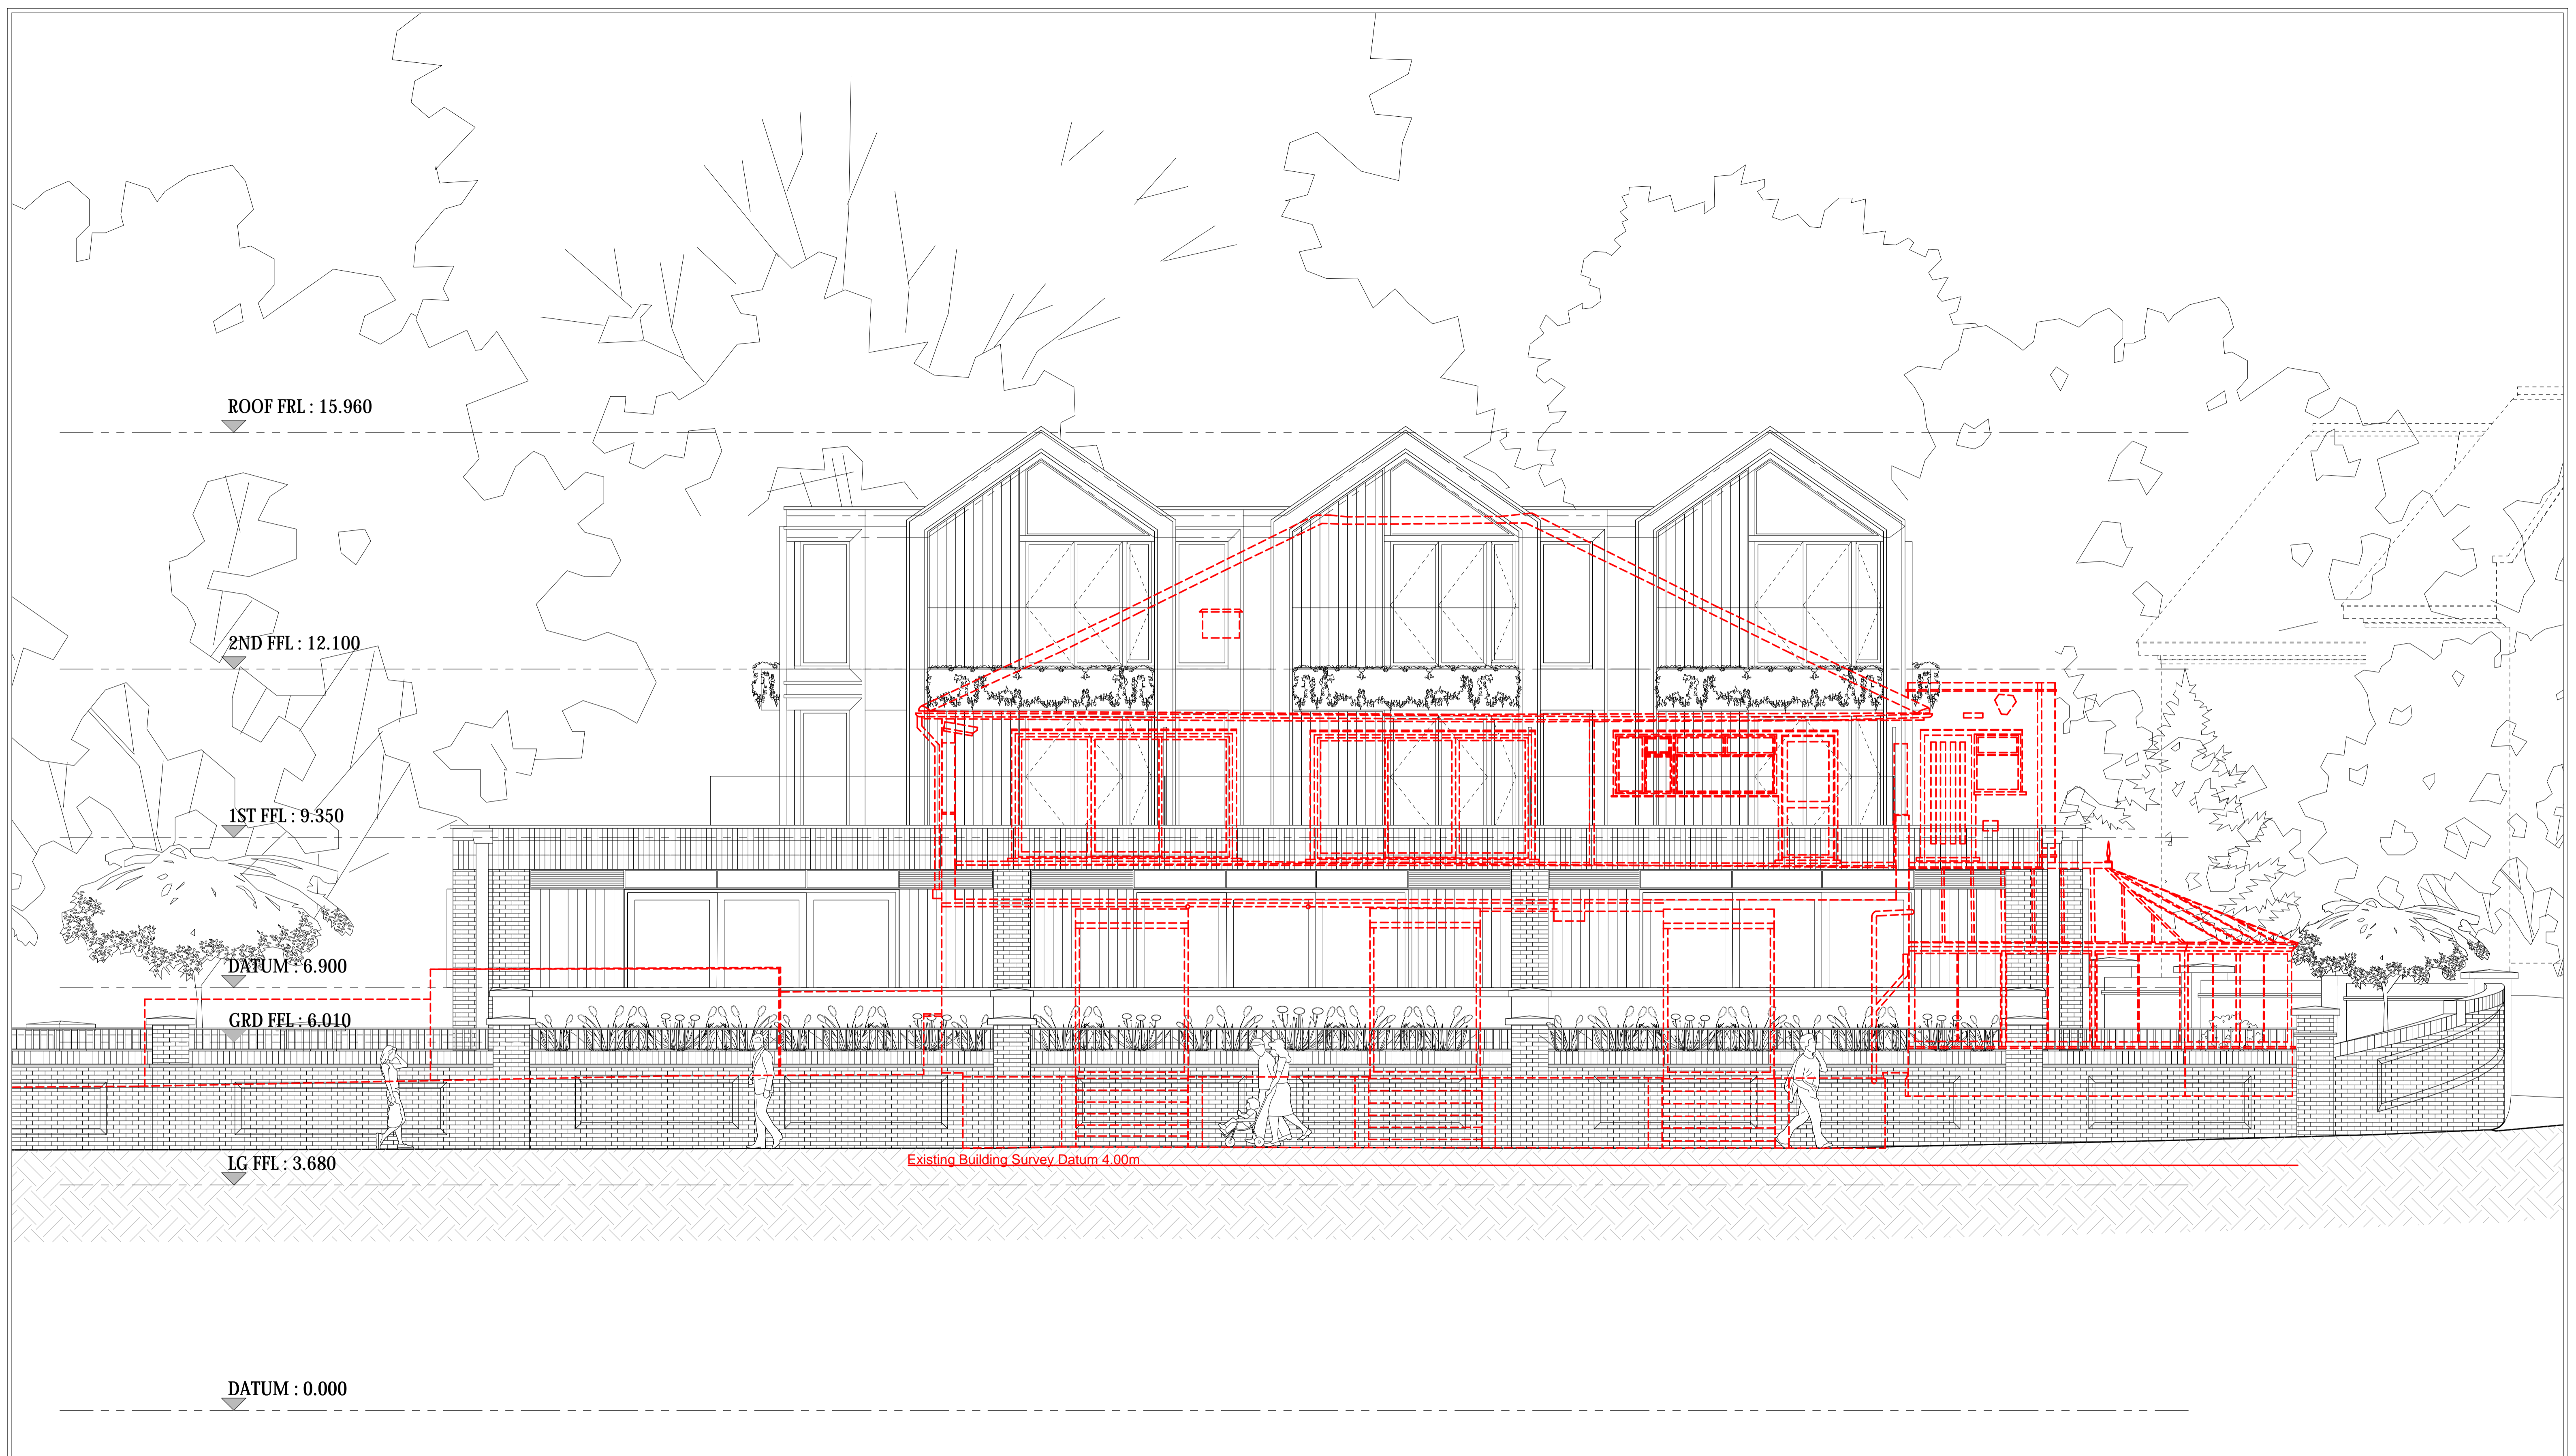 ROOF FRL : 15.960
2ND FFL : 12.100
1ST FFL : 9.350
DATUM : 6.900
GRD FFL : 6.010
Existing Building Survey Datum 4.00m
LG FFL : 3.680
DATUM : 0.000